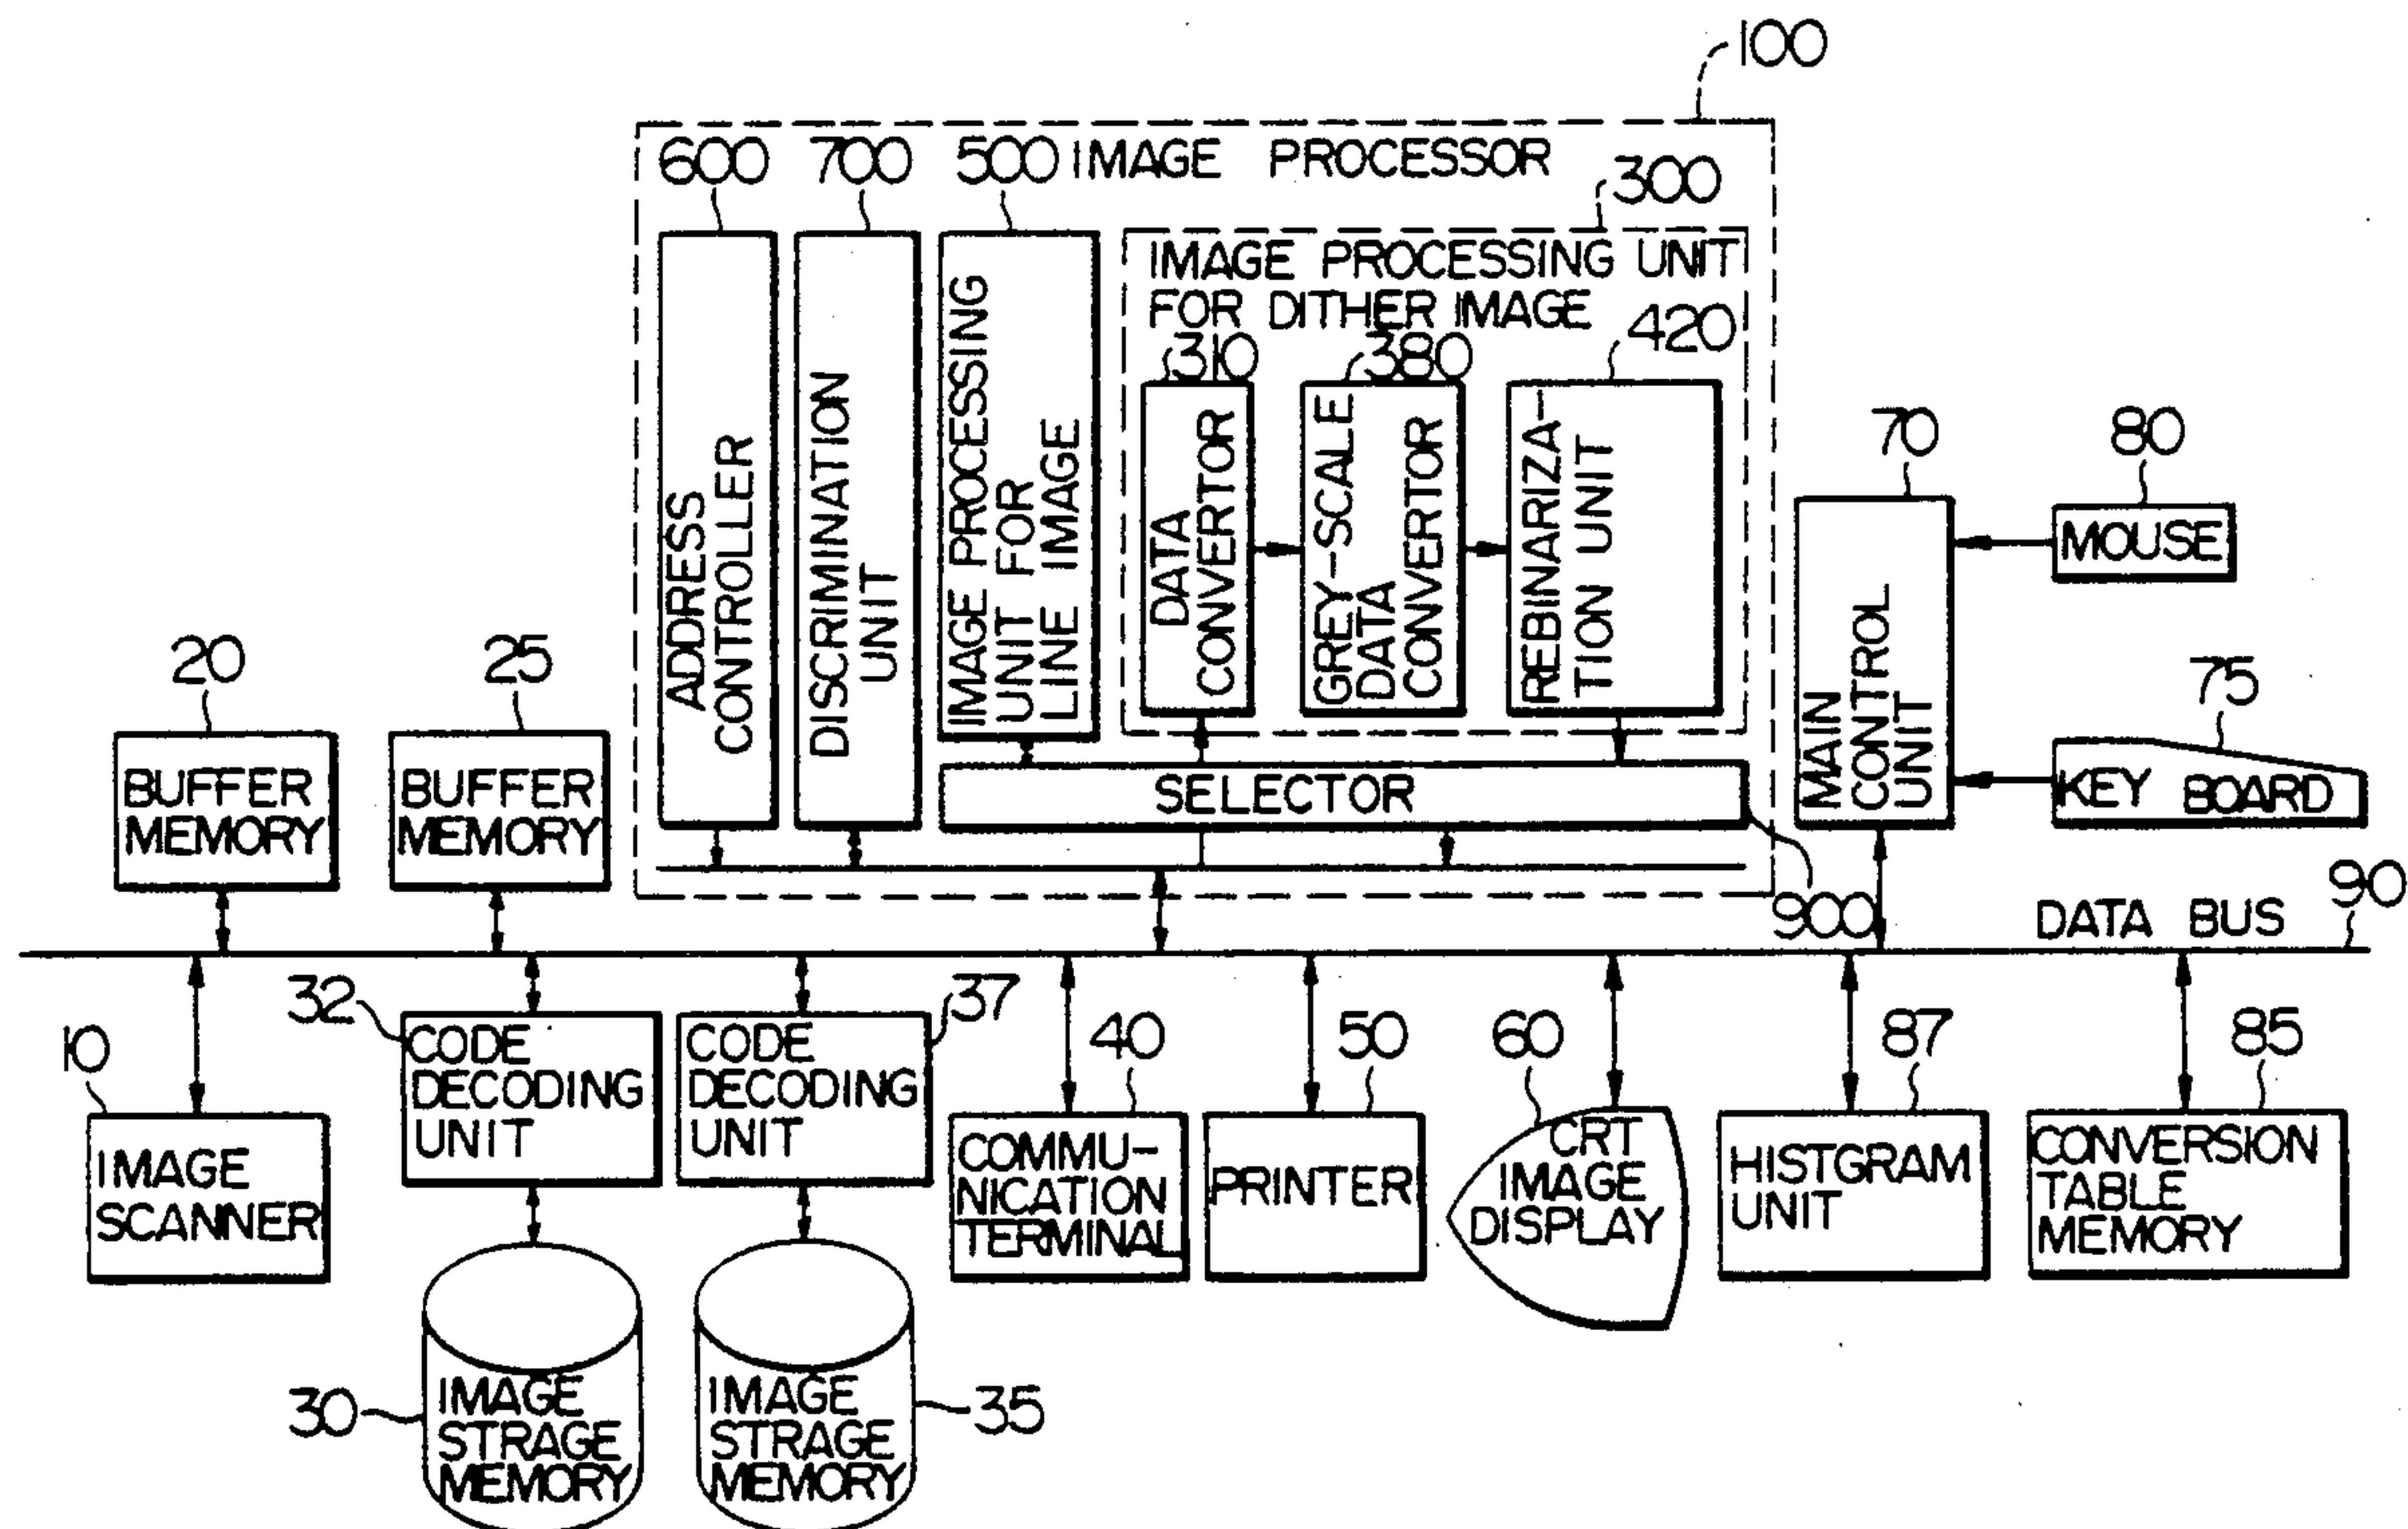 100
600
700
500
IMAGE PROCESSOR
300
ADDRESS
CONTROLLER
DISCRIMINATION
UNIT
IMAGE PROCESSING
UNIT FOR
LINE IMAGE
IMAGE PROCESSING UNIT
FOR DITHER IMAGE
310
380
420
DATA
CONVERTOR
GREY-SCALE
DATA
CONVERTOR
REBINARIZA-
TION UNIT
SELECTOR
900
70
MAIN
CONTROL
UNIT
80
MOUSE
75
KEY BOARD
20
BUFFER
MEMORY
25
BUFFER
MEMORY
DATA BUS
90
10
IMAGE
SCANNER
32
CODE
DECODING
UNIT
37
CODE
DECODING
UNIT
40
COMMU-
NICATION
TERMINAL
50
PRINTER
60
CRT
IMAGE
DISPLAY
87
HISTGRAM
UNIT
85
CONVERSION
TABLE
MEMORY
30
IMAGE
STRAGE
MEMORY
35
IMAGE
STRAGE
MEMORY